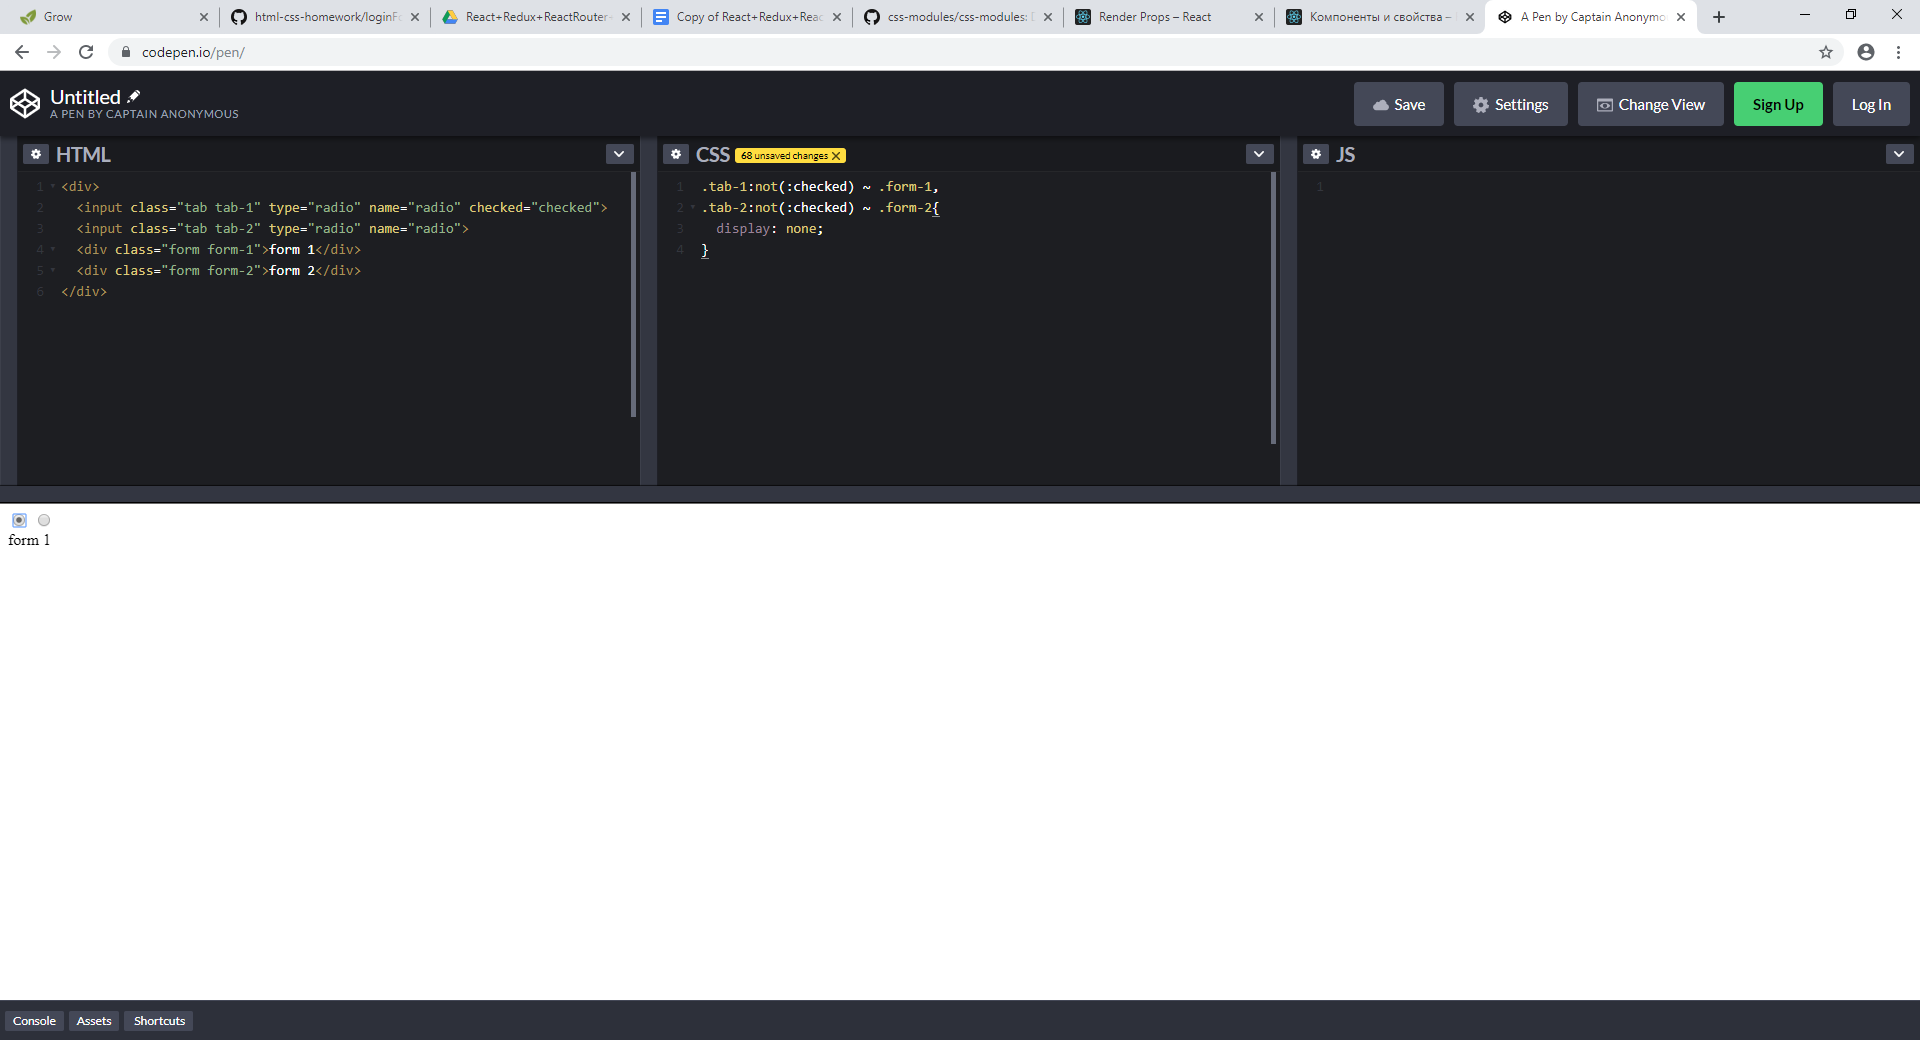 Grow
html-css-homework/loginFo
React+Redux+ReactRouter+
Copy of React+Redux+Reac
css-modules/css-modules: D
Render Props – React
Компоненты и свойства –
A Pen by Captain Anonymo
codepen.io/pen/
Untitled
A PEN BY CAPTAIN ANONYMOUS
Save
Settings
Change View
Sign Up
Log In
HTML
1 <div>
2 <input class="tab tab-1" type="radio" name="radio" checked="checked">
3 <input class="tab tab-2" type="radio" name="radio">
4 <div class="form form-1">form 1</div>
5 <div class="form form-2">form 2</div>
6 </div>
CSS 68 unsaved changes
1 .tab-1:not(:checked) ~ .form-1,
2 .tab-2:not(:checked) ~ .form-2{
3 display: none;
4 }
JS
1
form 1
Console
Assets
Shortcuts